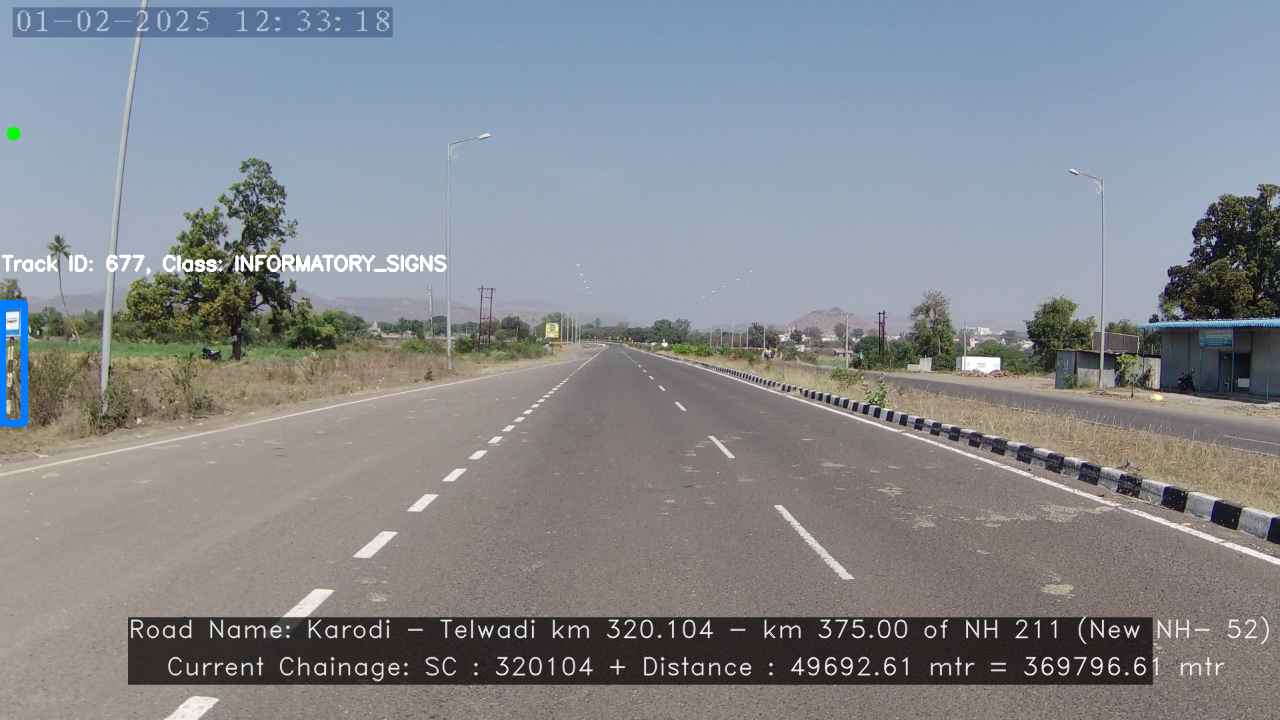 01-02-2025 12:33:18
Track ID: 677, Class: INFORMATORY_SIGNS
Road Name: Karodi - Telwadi km 320.104 - km 375.00 of NH 211 (New NH- 52)
Current Chainage: SC : 320104 + Distance : 49692.61 mtr = 369796.61 mtr